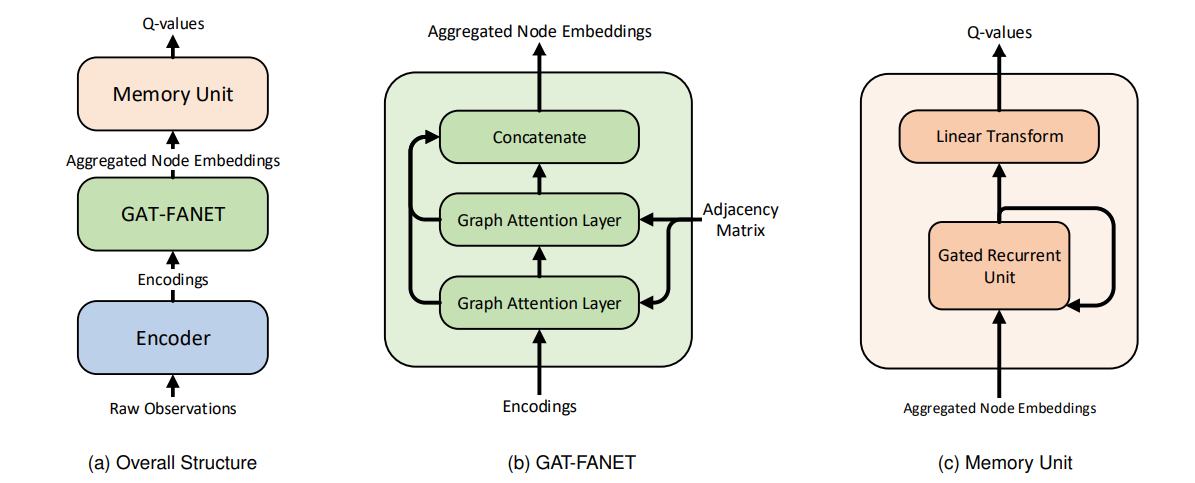 Q-values
Memory Unit
Aggregated Node Embeddings
GAT-FANET
Encodings
Encoder
Raw Observations
(a) Overall Structure
Aggregated Node Embeddings
Concatenate
Graph Attention Layer
Adjacency
Matrix
Graph Attention Layer
Encodings
(b) GAT-FANET
Q-values
Linear Transform
Gated Recurrent
Unit
Aggregated Node Embeddings
(c) Memory Unit